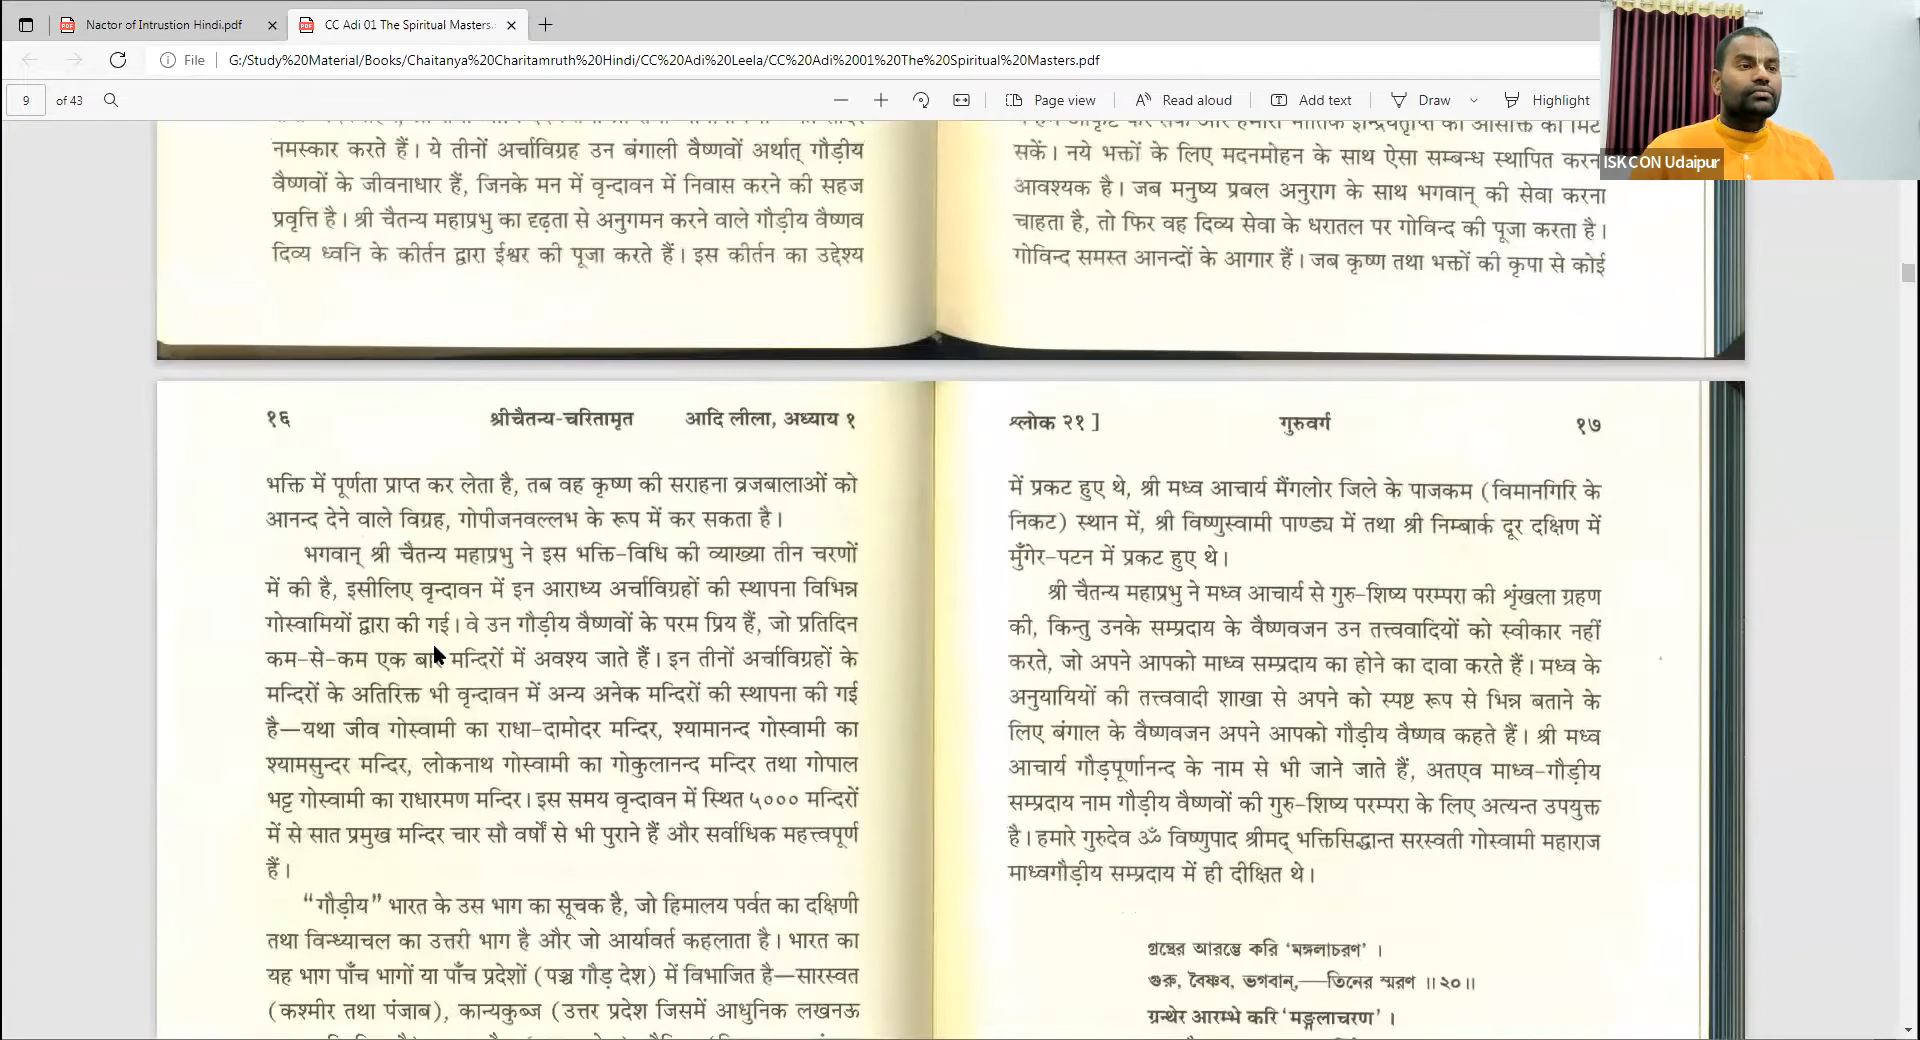 Nactor of Intrustion Hindi.pdf
CC Adi 01 The Spiritual Masters.
File
G:/Study%20Material/Books/Chaitanya%20Charitamruth%20Hindi/CC%20Adi%20Leela/CC%20Adi%2001%20The%20Spiritual%20Masters.pdf
9 of 43
Page view
Read aloud
Add text
Draw
Highlight
ISKCON Udaipur
नमस्कार करते हैं। ये तीनों अर्चाविग्रह उन बंगाली वैष्णवों अर्थात् गौड़ीय
वैष्णवों के जीवनाधार हैं, जिनके मन में वृन्दावन में निवास करने की सहज
प्रवृत्ति है। श्री चैतन्य महाप्रभु का दृढ़ता से अनुगमन करने वाले गौड़ीय वैष्णव
दिव्य ध्वनि के कीर्तन द्वारा ईश्वर की पूजा करते हैं। इस कीर्तन का उद्देश्य
सकें। नये भक्तों के लिए मदनमोहन के साथ ऐसा सम्बन्ध स्थापित करना
आवश्यक है। जब मनुष्य प्रबल अनुराग के साथ भगवान् की सेवा करना
चाहता है, तो फिर वह दिव्य सेवा के धरातल पर गोविन्द की पूजा करता है।
गोविन्द समस्त आनन्दों के आगार हैं। जब कृष्ण तथा भक्तों की कृपा से कोई
१६ श्रीचैतन्य-चरितामृत आदि लीला, अध्याय १
भक्ति में पूर्णता प्राप्त कर लेता है, तब वह कृष्ण की सराहना व्रजबालाओं को
आनन्द देने वाले विग्रह, गोपीजनवल्लभ के रूप में कर सकता है।
भगवान् श्री चैतन्य महाप्रभु ने इस भक्ति-विधि की व्याख्या तीन चरणों
में की है, इसीलिए वृन्दावन में इन आराध्य अर्चाविग्रहों की स्थापना विभिन्न
गोस्वामियों द्वारा की गई। वे उन गौड़ीय वैष्णवों के परम प्रिय हैं, जो प्रतिदिन
कम-से-कम एक बार मन्दिरों में अवश्य जाते हैं। इन तीनों अर्चाविग्रहों के
मन्दिरों के अतिरिक्त भी वृन्दावन में अन्य अनेक मन्दिरों की स्थापना की गई
है—यथा जीव गोस्वामी का राधा-दामोदर मन्दिर, श्यामानन्द गोस्वामी का
श्यामसुन्दर मन्दिर, लोकनाथ गोस्वामी का गोकुलानन्द मन्दिर तथा गोपाल
भट्ट गोस्वामी का राधारमण मन्दिर। इस समय वृन्दावन में स्थित ५००० मन्दिरों
में से सात प्रमुख मन्दिर चार सौ वर्षों से भी पुराने हैं और सर्वाधिक महत्त्वपूर्ण
हैं।
“गौड़ीय” भारत के उस भाग का सूचक है, जो हिमालय पर्वत का दक्षिणी
तथा विन्ध्याचल का उत्तरी भाग है और जो आर्यावर्त कहलाता है। भारत का
यह भाग पाँच भागों या पाँच प्रदेशों (पञ्च गौड़ देश) में विभाजित है—सारस्वत
(कश्मीर तथा पंजाब), कान्यकुब्ज (उत्तर प्रदेश जिसमें आधुनिक लखनऊ
श्लोक २१] गुरुवर्ग १७
में प्रकट हुए थे, श्री मध्व आचार्य मैंगलोर जिले के पाजकम (विमानगिरि के
निकट) स्थान में, श्री विष्णुस्वामी पाण्ड्य में तथा श्री निम्बार्क दूर दक्षिण में
मुँगेर-पटन में प्रकट हुए थे।
श्री चैतन्य महाप्रभु ने मध्व आचार्य से गुरु-शिष्य परम्परा की शृंखला ग्रहण
की, किन्तु उनके सम्प्रदाय के वैष्णवजन उन तत्त्ववादियों को स्वीकार नहीं
करते, जो अपने आपको माध्व सम्प्रदाय का होने का दावा करते हैं। मध्व के
अनुयायियों की तत्त्ववादी शाखा से अपने को स्पष्ट रूप से भिन्न बताने के
लिए बंगाल के वैष्णवजन अपने आपको गौड़ीय वैष्णव कहते हैं। श्री मध्व
आचार्य गौड़पूर्णानन्द के नाम से भी जाने जाते हैं, अतएव माध्व-गौड़ीय
सम्प्रदाय नाम गौड़ीय वैष्णवों की गुरु-शिष्य परम्परा के लिए अत्यन्त उपयुक्त
है। हमारे गुरुदेव ॐ विष्णुपाद श्रीमद् भक्तिसिद्धान्त सरस्वती गोस्वामी महाराज
माध्वगौड़ीय सम्प्रदाय में ही दीक्षित थे।
গ্রন্থের আরম্ভে করি ‘মঙ্গলাচরণ’ ।
গুরু, বৈষ্ণব, ভগবান্,—তিনের স্মরণ ॥২০॥
ग्रन्थेर आरम्भे करि ‘मङ्गलाचरण’ ।